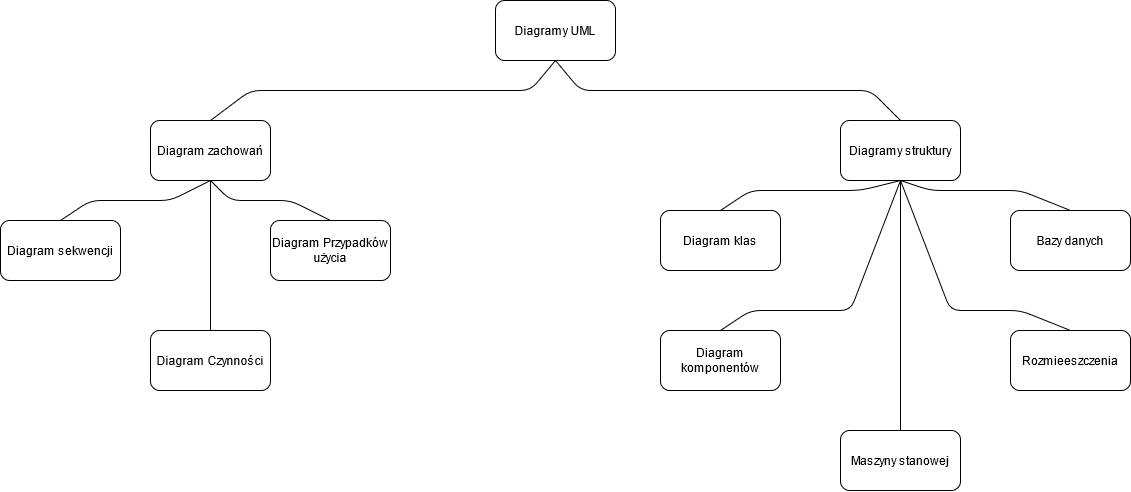 Diagramy UML
Diagram zachowań
Diagramy struktury
Diagram sekwencji
Diagram Przypadków
użycia
Diagram klas
Bazy danych
Diagram Czynności
Diagram
komponentów
Rozmieeszczenia
Maszyny stanowej